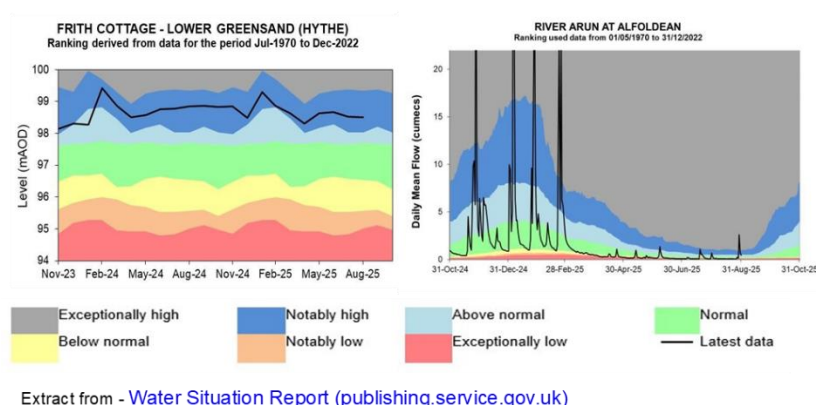 FRITH COTTAGE - LOWER GREENSAND (HYTHE)
Ranking derived from data for the period Jul-1970 to Dec-2022
Level (mAOD)
100
99
98
97
96
95
94
Nov-23 Feb-24 May-24 Aug-24 Nov-24 Feb-25 May-25 Aug-25
RIVER ARUN AT ALFOLDEAN
Ranking used data from 01/05/1970 to 31/12/2022
Daily Mean Flow (cumecs)
20
15
10
5
0
31-Oct-24 31-Dec-24 28-Feb-25 30-Apr-25 30-Jun-25 31-Aug-25 31-Oct-25
Exceptionally high Notably high Above normal Normal
Below normal Notably low Exceptionally low Latest data
Extract from - Water Situation Report (publishing.service.gov.uk)